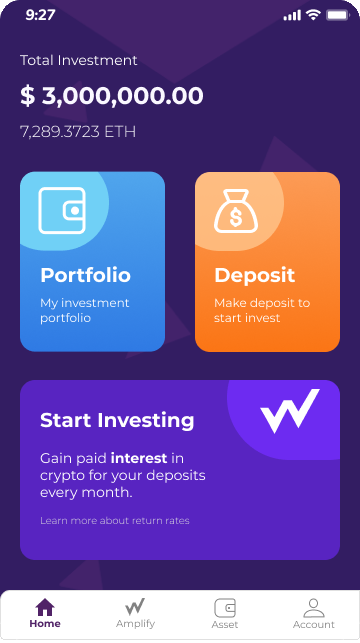 9:27
Total Investment
$ 3,000,000.00
7,289.3723 ETH
Portfolio
My investment
portfolio
Deposit
Make deposit to
start invest
Start Investing
Gain paid interest in
crypto for your deposits
every month.
Learn more about return rates
Home
Amplify
Asset
Account